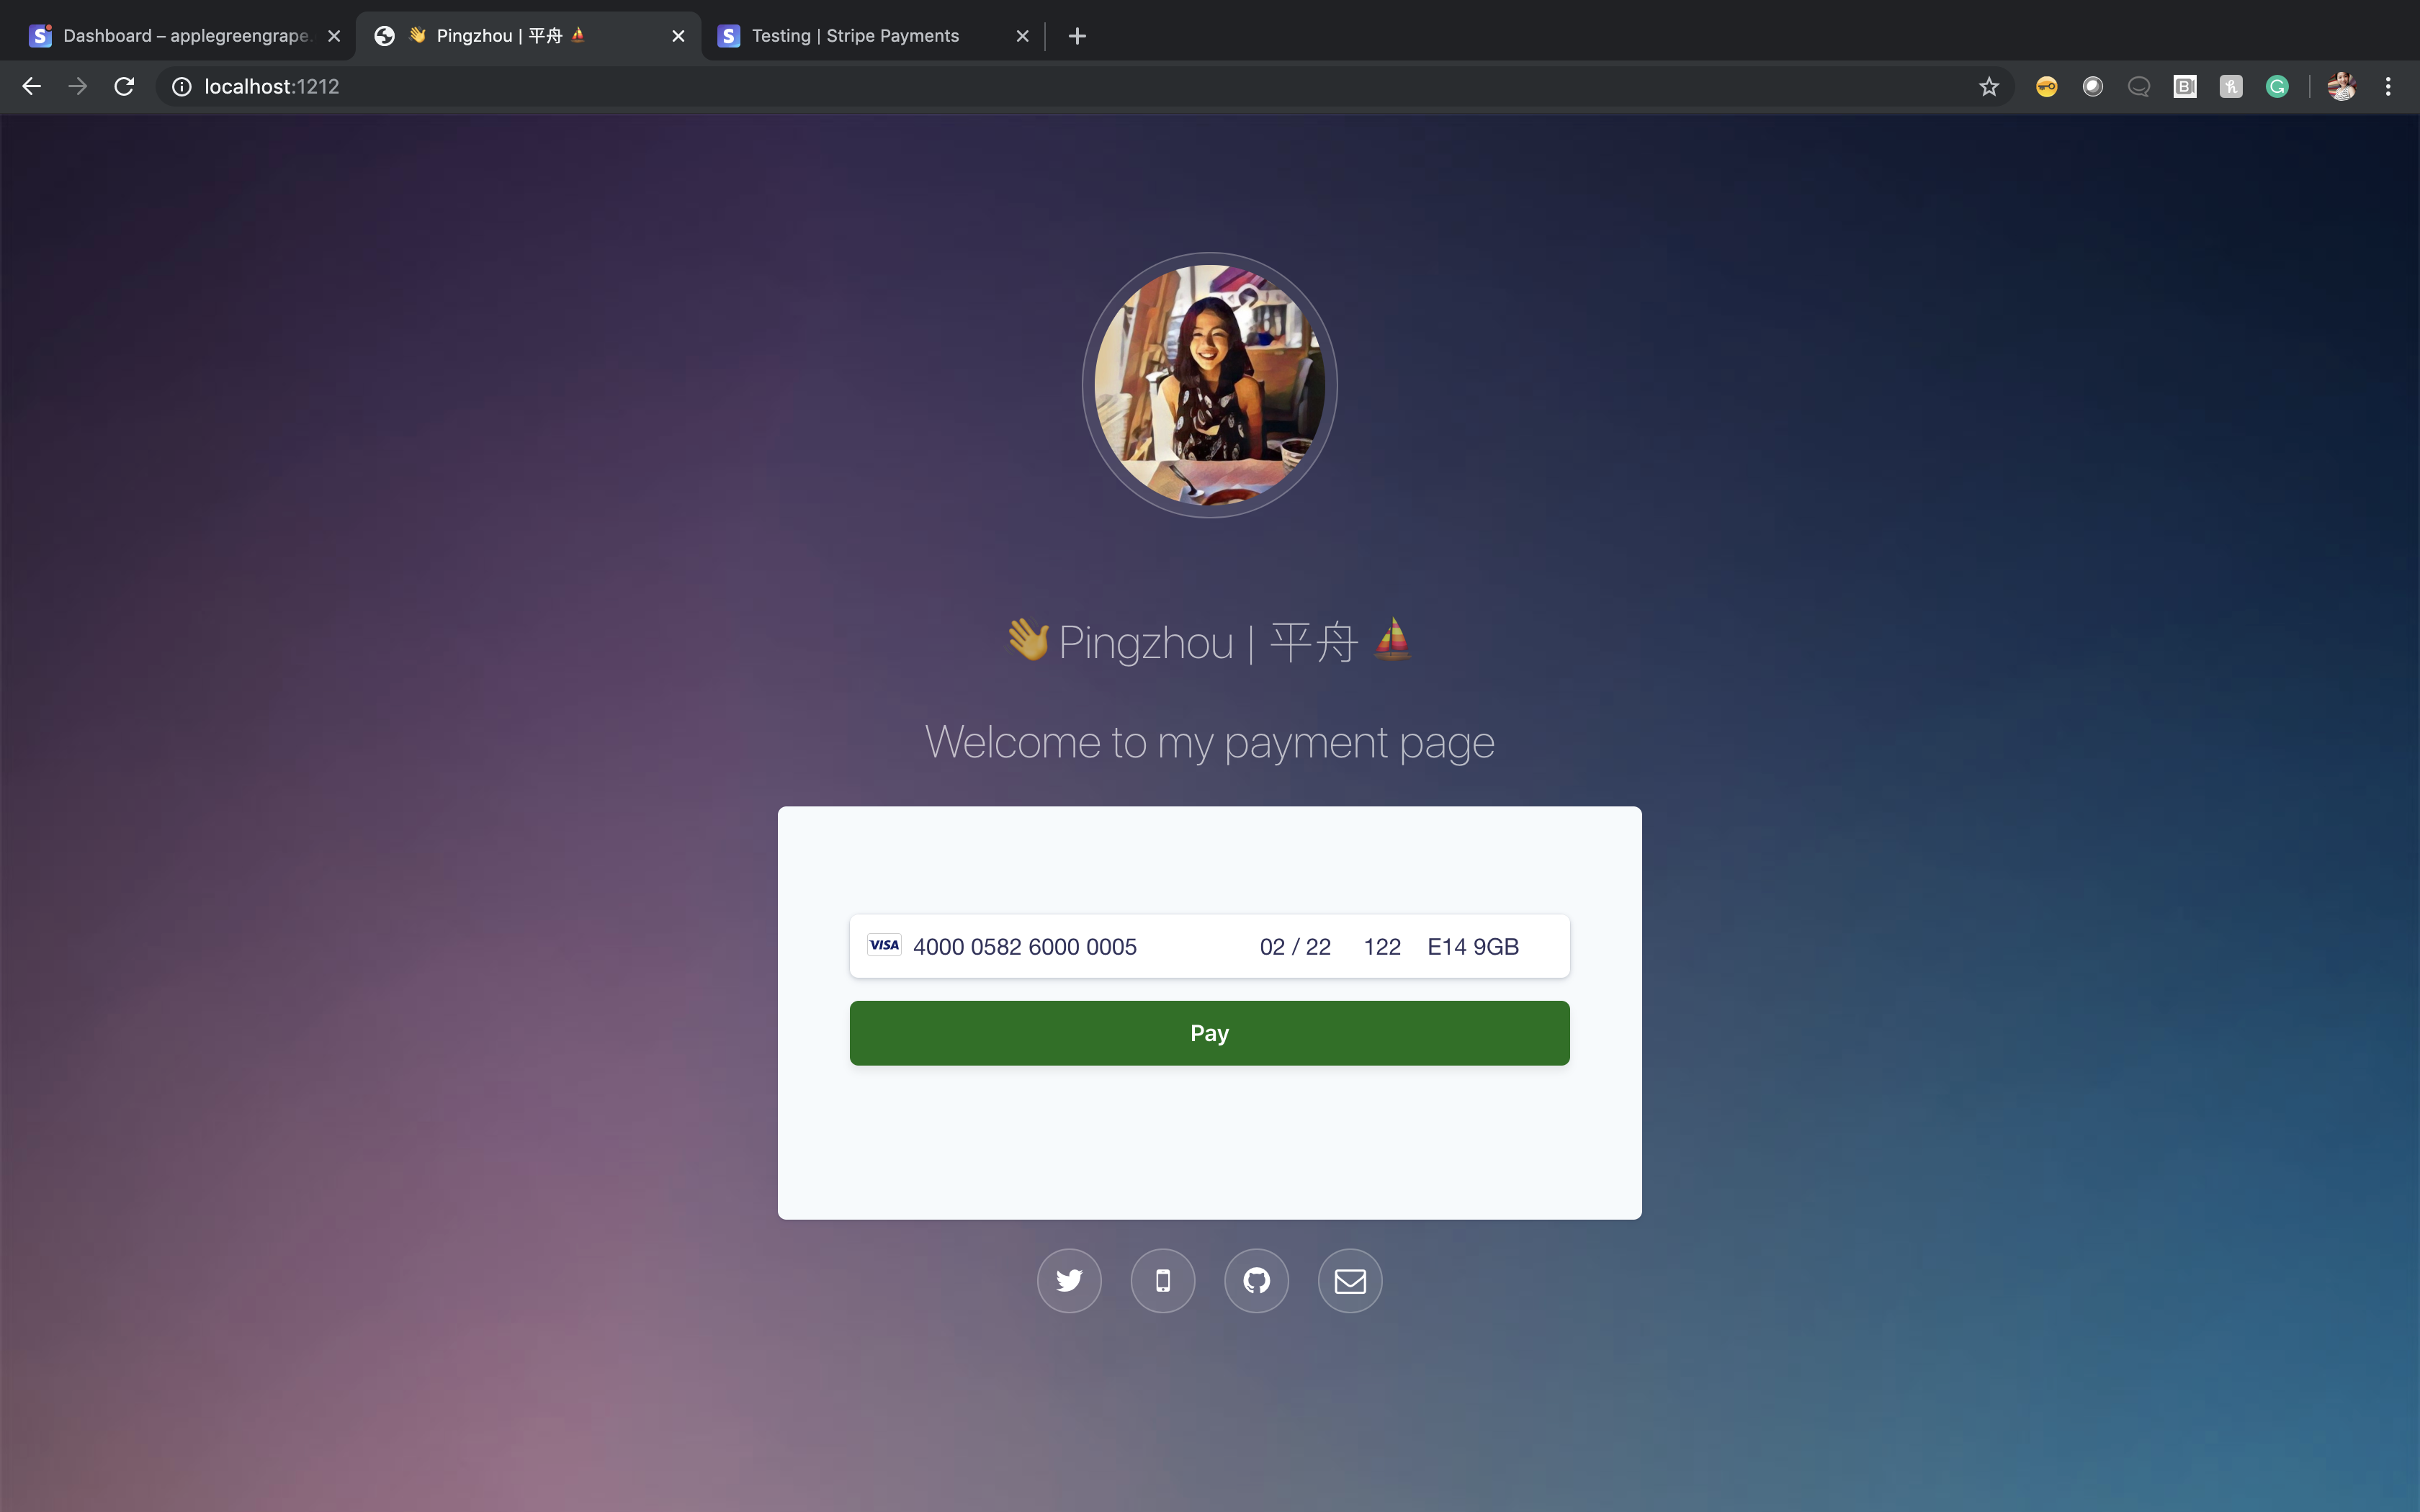 Dashboard – applegreengrape.
👋 Pingzhou | 平舟 ⛵
Testing | Stripe Payments
localhost:1212
👋 Pingzhou | 平舟 ⛵
Welcome to my payment page
VISA 4000 0582 6000 0005 02 / 22 122 E14 9GB
Pay